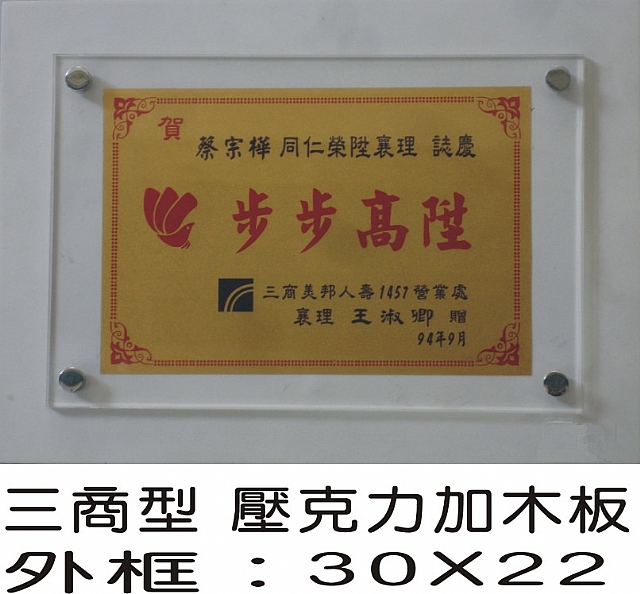 賀
蔡宗樺 同仁榮陞襄理 誌慶
步步高陞
三商美邦人壽1457營業處
襄理 王淑卿 贈
94年9月
三商型 壓克力加木板
外框：30X22